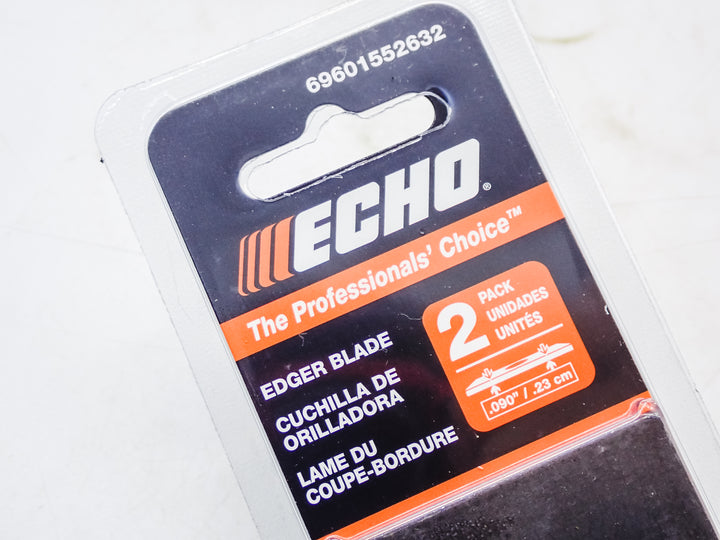 69601552632
ECHO®
The Professionals' Choice™
2 PACK
UNIDADES
UNITÉS
.090" / .23 cm
EDGER BLADE
CUCHILLA DE
ORILLADORA
LAME DU
COUPE-BORDURE